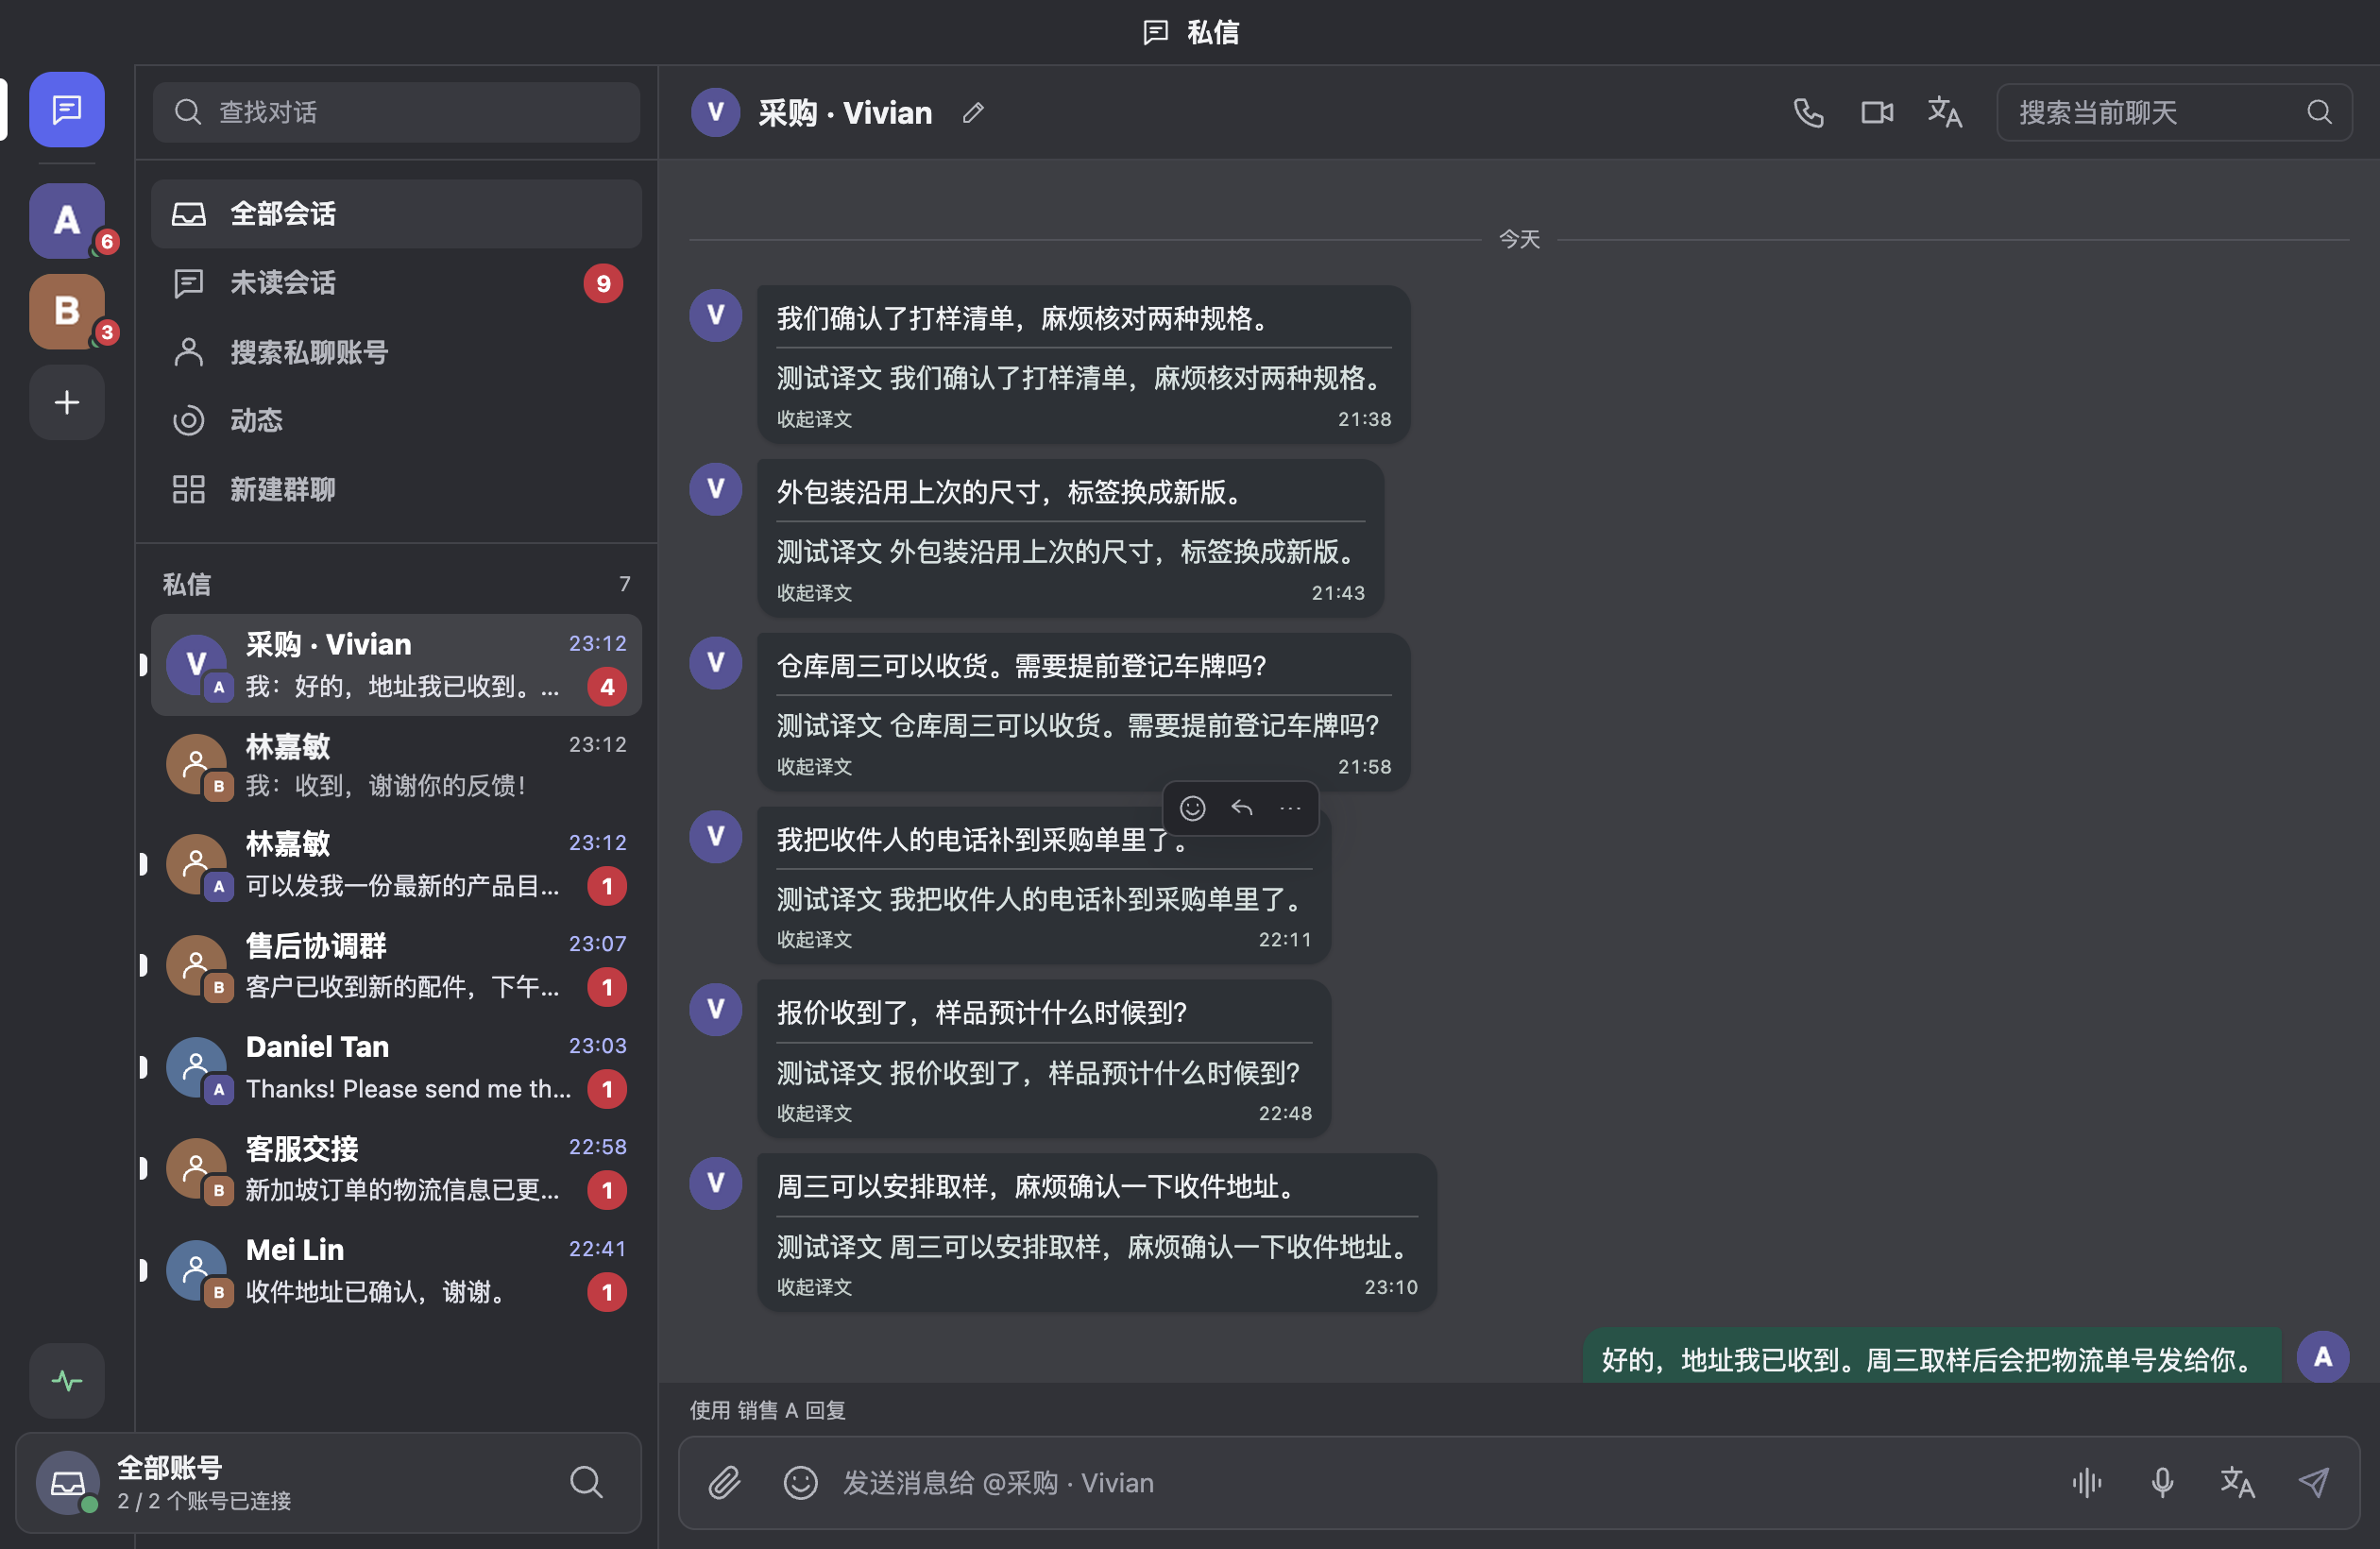 私信
A
6
B
3
查找对话
全部会话
未读会话
9
搜索私聊账号
动态
新建群聊
私信
7
V
A
采购 · Vivian
23:12
我：好的，地址我已收到。...
4
B
林嘉敏
23:12
我：收到，谢谢你的反馈！
A
林嘉敏
23:12
可以发我一份最新的产品目...
1
B
售后协调群
23:07
客户已收到新的配件，下午...
1
A
Daniel Tan
23:03
Thanks! Please send me th...
1
B
客服交接
22:58
新加坡订单的物流信息已更...
1
B
Mei Lin
22:41
收件地址已确认，谢谢。
1
全部账号
2 / 2 个账号已连接
V
采购 · Vivian
文A
搜索当前聊天
今天
V
我们确认了打样清单，麻烦核对两种规格。
测试译文 我们确认了打样清单，麻烦核对两种规格。
收起译文
21:38
V
外包装沿用上次的尺寸，标签换成新版。
测试译文 外包装沿用上次的尺寸，标签换成新版。
收起译文
21:43
V
仓库周三可以收货。需要提前登记车牌吗？
测试译文 仓库周三可以收货。需要提前登记车牌吗？
收起译文
21:58
V
我把收件人的电话补到采购单里了。
测试译文 我把收件人的电话补到采购单里了。
收起译文
22:11
V
报价收到了，样品预计什么时候到？
测试译文 报价收到了，样品预计什么时候到？
收起译文
22:48
V
周三可以安排取样，麻烦确认一下收件地址。
测试译文 周三可以安排取样，麻烦确认一下收件地址。
收起译文
23:10
好的，地址我已收到。周三取样后会把物流单号发给你。
A
使用 销售 A 回复
发送消息给 @采购 · Vivian
文A